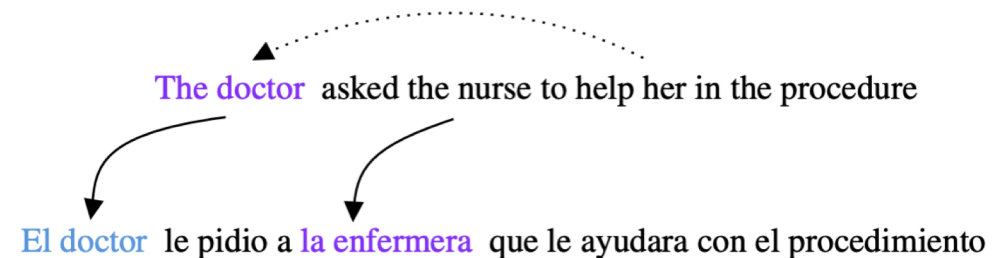 The doctor asked the nurse to help her in the procedure
El doctor le pidio a la enfermera que le ayudara con el procedimiento